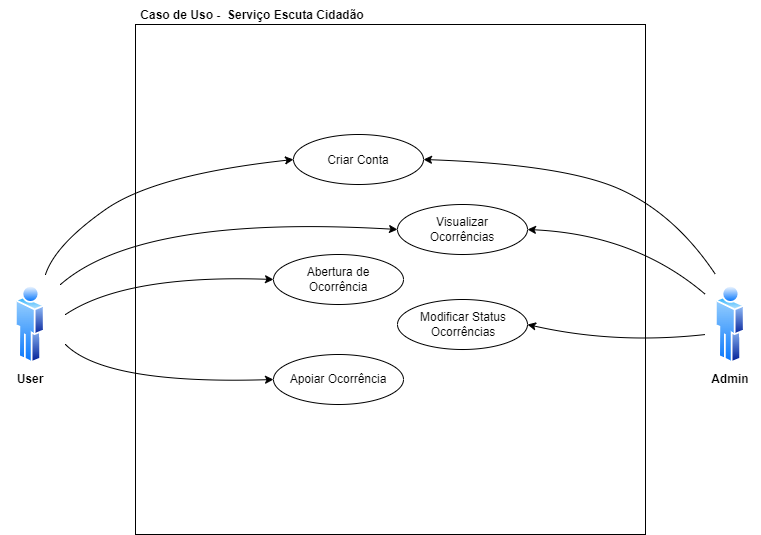 Caso de Uso -  Serviço Escuta Cidadão
Criar Conta
Visualizar
Ocorrências
Abertura de
Ocorrência
Modificar Status
Ocorrências
Apoiar Ocorrência
User
Admin